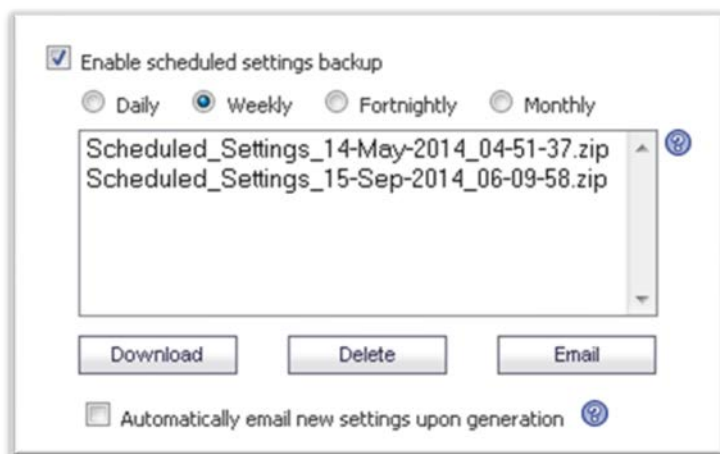 Enable scheduled settings backup
Daily Weekly Fortnightly Monthly
Scheduled_Settings_14-May-2014_04-51-37.zip
Scheduled_Settings_15-Sep-2014_06-09-58.zip
Download Delete Email
Automatically email new settings upon generation